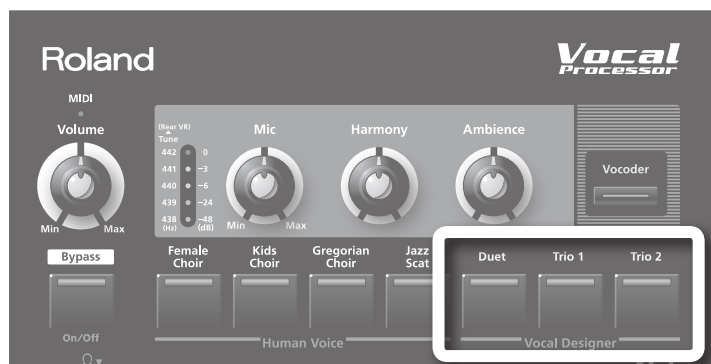 Roland
Vocal
Processor
MIDI
Volume
Min Max
(Rear VR)
Tune
442 0
441 −3
440 −6
439 −24
438 −48
(Hz) (dB)
Mic
Min Max
Harmony
Ambience
Vocoder
Bypass
On/Off
Female
Choir
Kids
Choir
Gregorian
Choir
Jazz
Scat
Duet
Trio 1
Trio 2
Human Voice
Vocal Designer